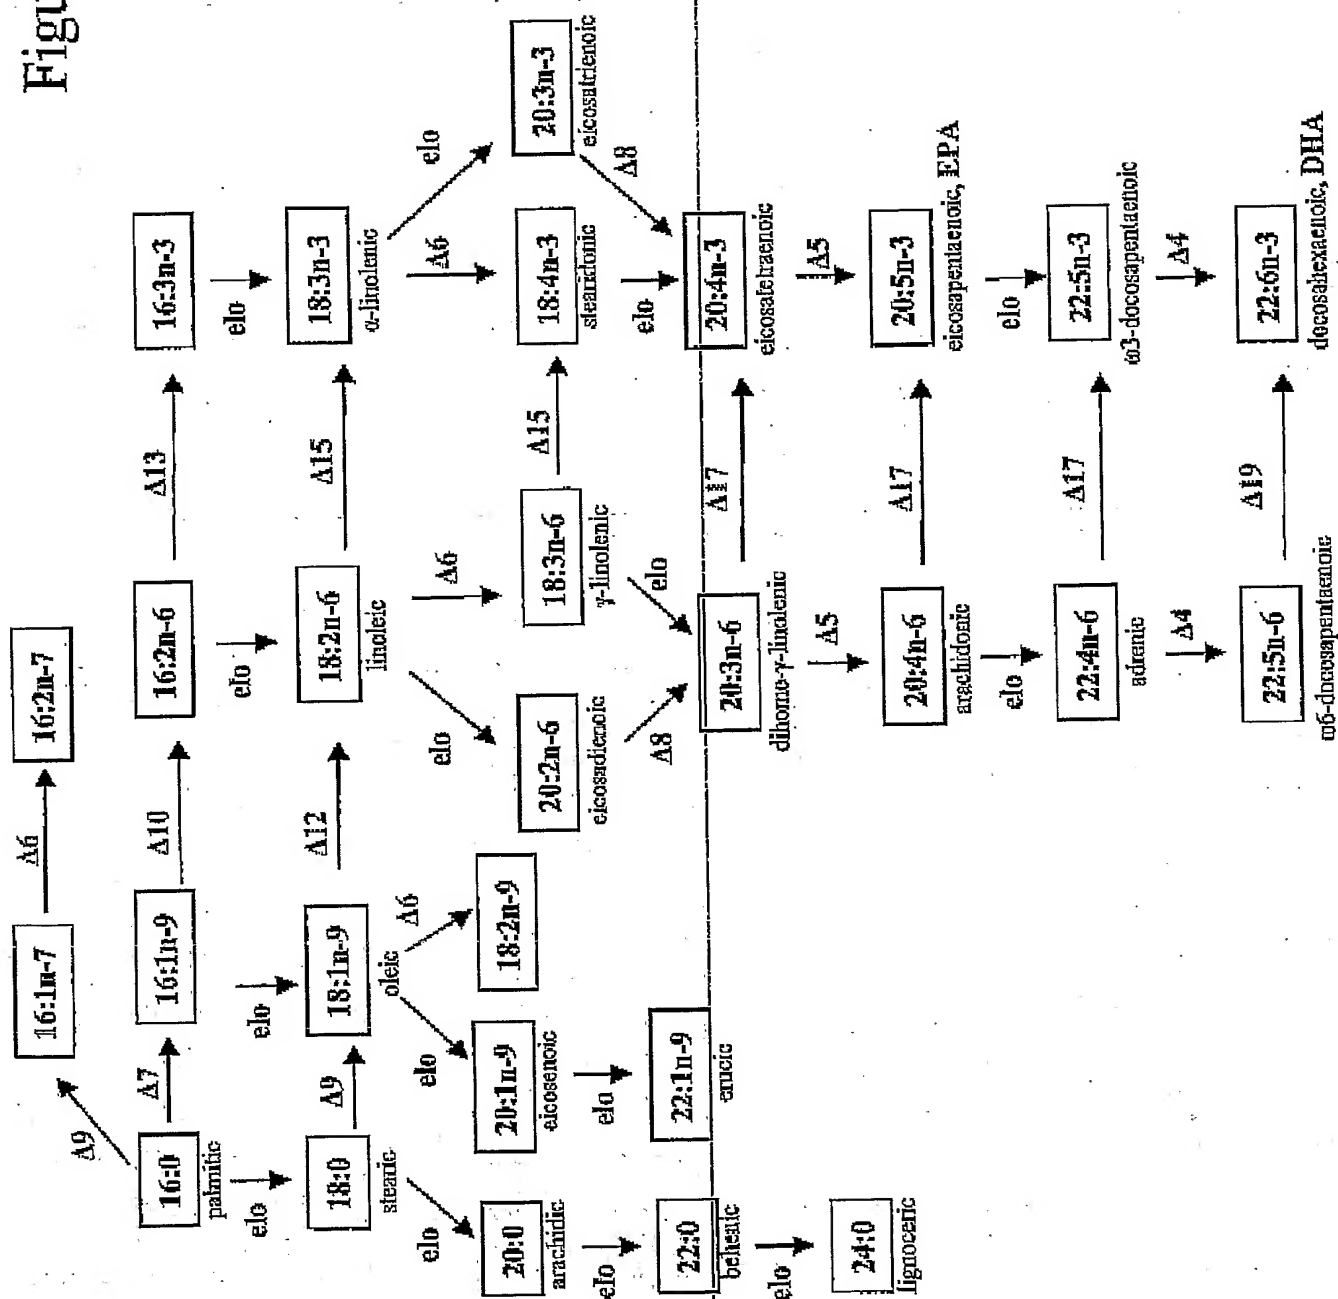 Figu
16:1n-7
Δ6
16:2n-7
Δ9
16:0
palmitic
Δ7
16:1n-9
Δ10
16:2n-6
Δ13
16:3n-3
elo
elo
elo
elo
18:0
stearic
Δ9
18:1n-9
oleic
Δ12
18:2n-6
linoleic
Δ15
18:3n-3
α-linolenic
elo
elo
Δ6
elo
Δ6
Δ6
elo
20:0
arachidic
20:1n-9
eicosenoic
18:2n-9
20:2n-6
eicosadienoic
18:3n-6
γ-linolenic
Δ15
18:4n-3
stearidonic
20:3n-3
eicosatrienoic
elo
elo
Δ8
elo
elo
Δ8
22:0
behenic
22:1n-9
erucic
20:3n-6
dihomo-γ-linolenic
Δ17
20:4n-3
eicosatetraenoic
elo
Δ5
Δ5
24:0
lignoceric
20:4n-6
arachidonic
Δ17
20:5n-3
eicosapentaenoic, EPA
elo
elo
22:4n-6
adrenic
Δ17
22:5n-3
ω3-docosapentaenoic
Δ4
Δ4
22:5n-6
ω6-docosapentaenoic
Δ19
22:6n-3
docosahexaenoic, DHA